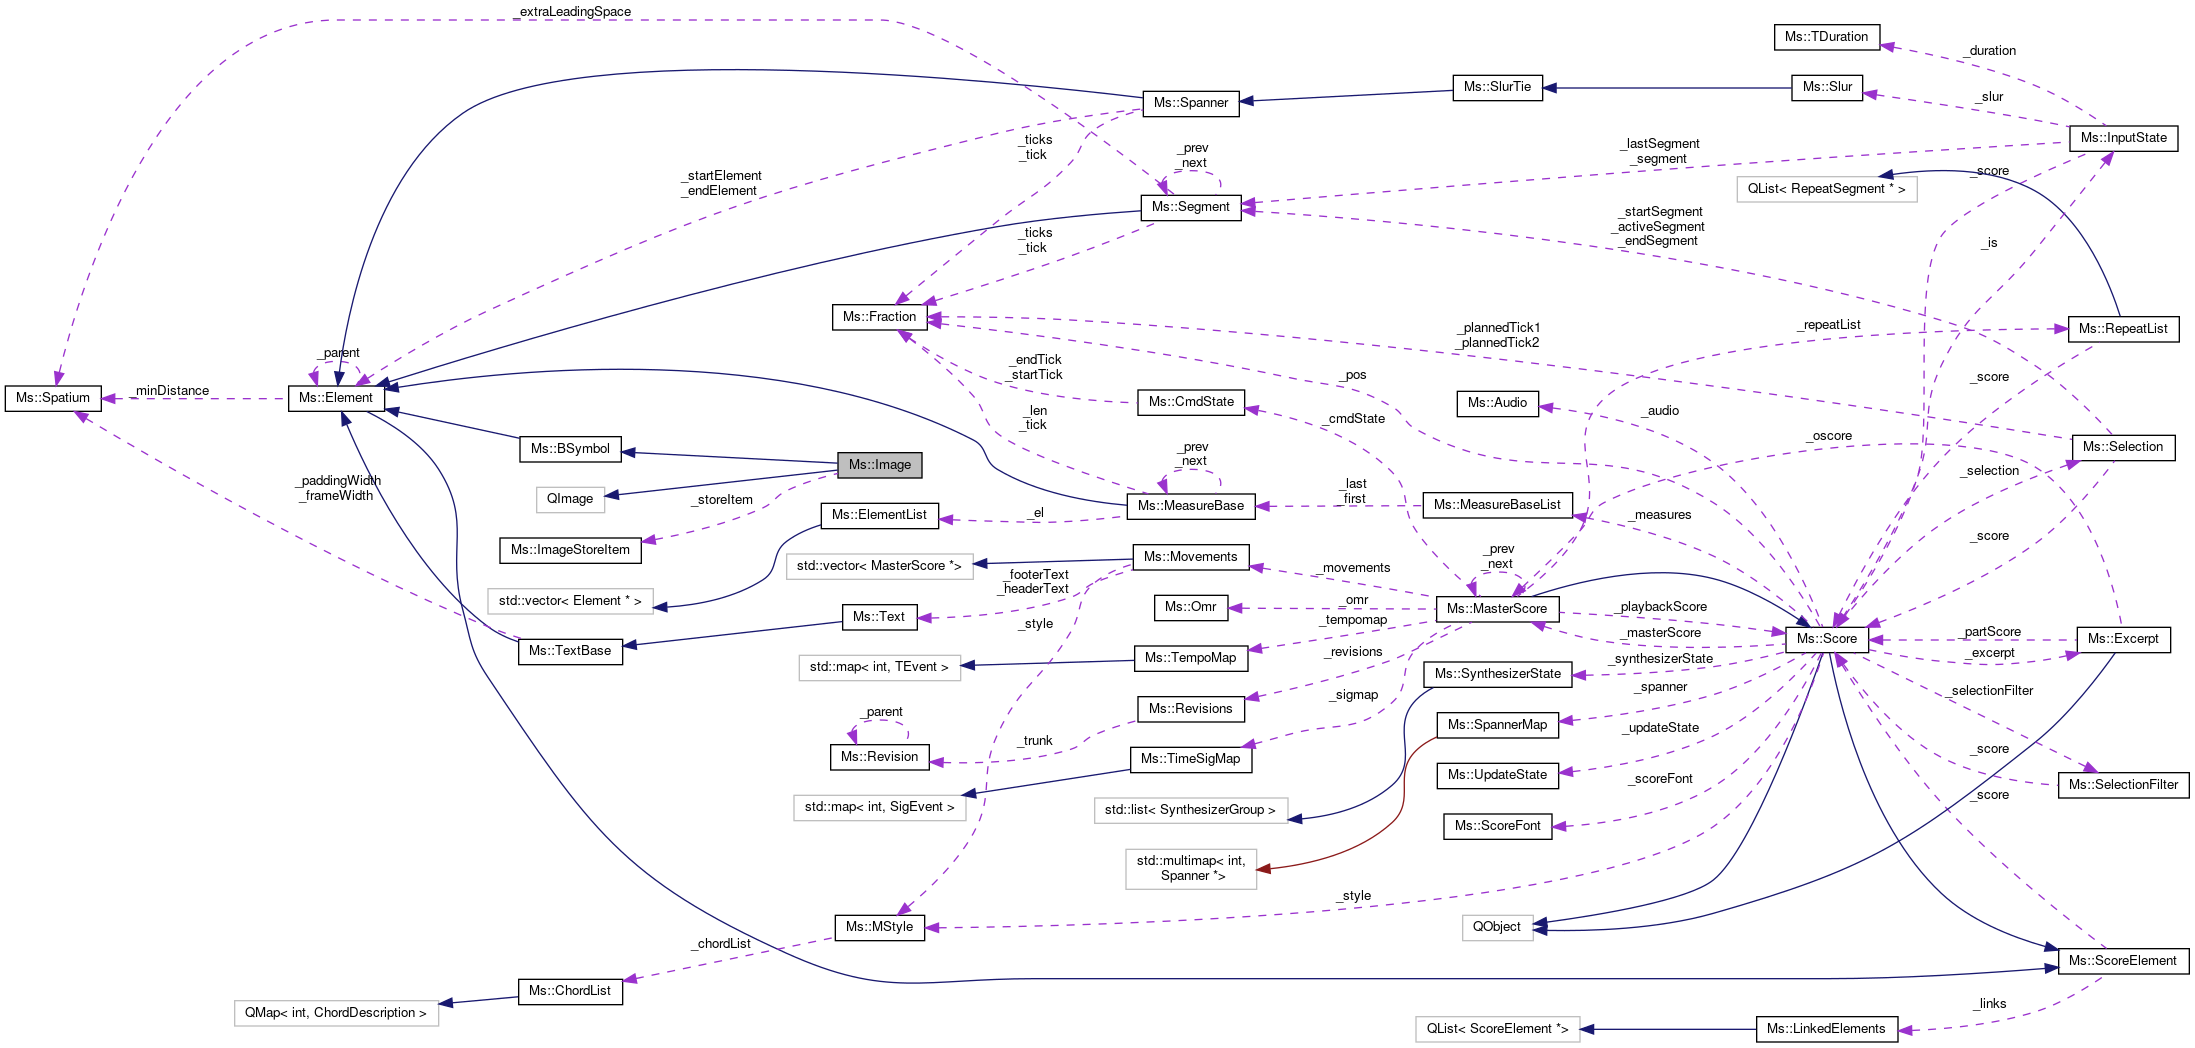 _extraLeadingSpace
Ms::TDuration
_duration
Ms::SlurTie
Ms::Slur
Ms::Spanner
_slur
Ms::InputState
_ticks
_tick
_prev
_next
_lastSegment
_segment
_score
_startElement
_endElement
QList< RepeatSegment * >
Ms::Segment
_startSegment
_activeSegment
_endSegment
_ticks
_tick
_is
Ms::Fraction
_plannedTick1
_plannedTick2
_repeatList
Ms::RepeatList
_parent
_endTick
_startTick
_pos
_score
_minDistance
Ms::Spatium
Ms::Element
Ms::CmdState
Ms::Audio
_audio
_len
_tick
_cmdState
_oscore
Ms::Selection
Ms::BSymbol
Ms::Image
_prev
_next
_selection
_paddingWidth
_frameWidth
QImage
_storeItem
_last
_first
Ms::MeasureBase
Ms::MeasureBaseList
Ms::ElementList
_el
_measures
_score
Ms::ImageStoreItem
Ms::Movements
std::vector< MasterScore *>
_prev
_next
_movements
_footerText
_headerText
std::vector< Element * >
Ms::Omr
_omr
Ms::MasterScore
_playbackScore
Ms::Text
_style
_tempomap
_masterScore
Ms::Score
_partScore
Ms::Excerpt
Ms::TextBase
_revisions
_synthesizerState
_excerpt
std::map< int, TEvent >
Ms::TempoMap
Ms::SynthesizerState
_spanner
_selectionFilter
_sigmap
Ms::Revisions
_parent
Ms::SpannerMap
_updateState
_trunk
Ms::Revision
Ms::TimeSigMap
Ms::UpdateState
_score
_scoreFont
Ms::SelectionFilter
std::map< int, SigEvent >
std::list< SynthesizerGroup >
_score
Ms::ScoreFont
std::multimap< int,
Spanner *>
_style
Ms::MStyle
QObject
_chordList
Ms::ScoreElement
Ms::ChordList
_links
QMap< int, ChordDescription >
QList< ScoreElement *>
Ms::LinkedElements